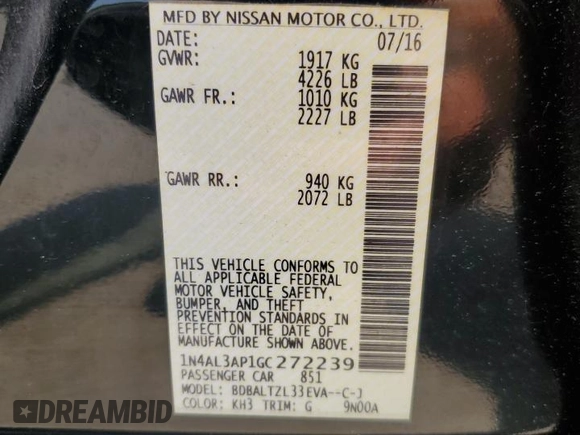 MFD BY NISSAN MOTOR CO., LTD.
DATE: 07/16
GVWR: 1917 KG
4226 LB
GAWR FR.: 1010 KG
2227 LB
GAWR RR.: 940 KG
2072 LB
THIS VEHICLE CONFORMS TO
ALL APPLICABLE FEDERAL
MOTOR VEHICLE SAFETY,
BUMPER, AND THEFT
PREVENTION STANDARDS IN
EFFECT ON THE DATE OF
MANUFACTURE SHOWN ABOVE.
1N4AL3AP1GC272239
PASSENGER CAR 851
MODEL: BDBALTZL33EVA--C-J
COLOR: KH3 TRIM: G 9N00A
DREAMBID